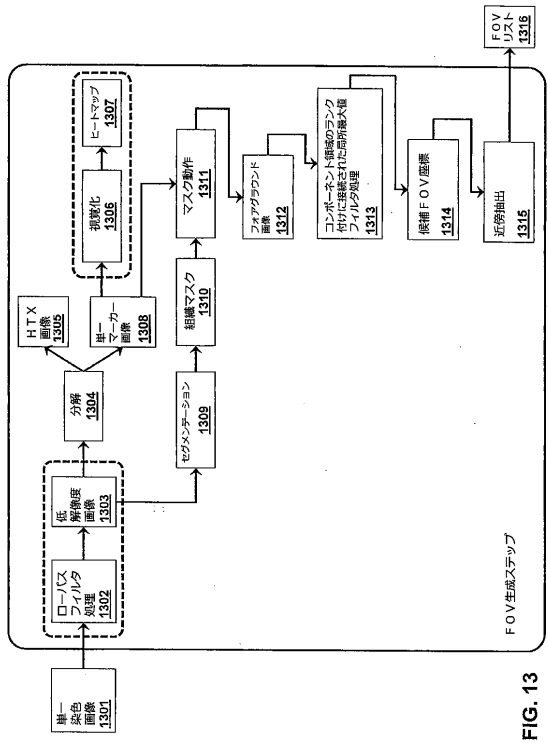 単一
染色
画像
1301
ローパス
フィルタ
処理
1302
低
解像度
画像
1303
分解
1304
HTX
画像
1305
単一
マーカー
画像
1308
視覚化
1306
ヒートマップ
1307
セグメンテーション
1309
組織マスク
1310
マスク動作
1311
フォアグラウンド
画像
1312
コンポーネント領域のランク
付けに接続された局所最大値
フィルタ処理
1313
候補FOV座標
1314
近傍抽出
1315
FOV
リスト
1316
FOV生成ステップ
FIG. 13